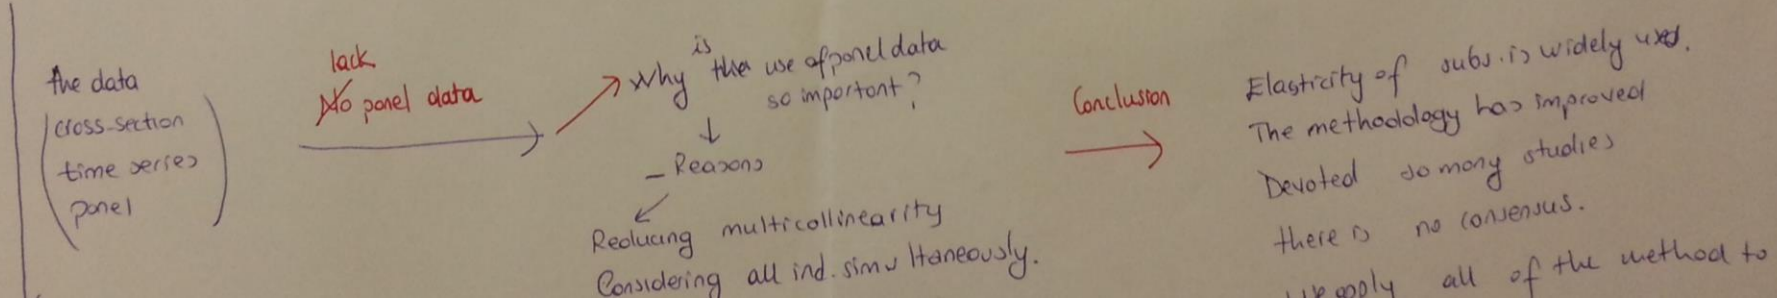 the data
cross-section
time series
panel
lack
No panel data
Why is the use of panel data
so important?
- Reasons
Reducing multicollinearity
Considering all ind. simultaneously.
Conclusion
Elasticity of subs. is widely used.
The methodology has improved
Devoted so many studies
there is no consensus.
apply all of the method to